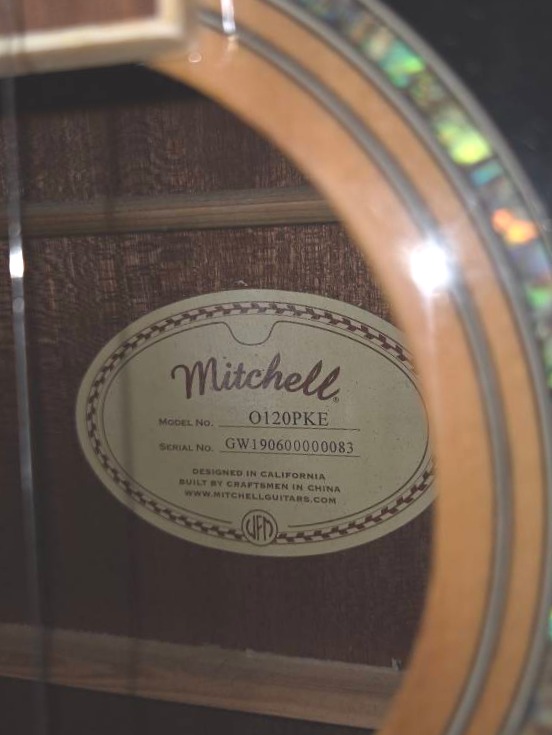 Mitchell®
MODEL NO. O120PKE
SERIAL NO. GW190600000083
DESIGNED IN CALIFORNIA
BUILT BY CRAFTSMEN IN CHINA
WWW.MITCHELLGUITARS.COM